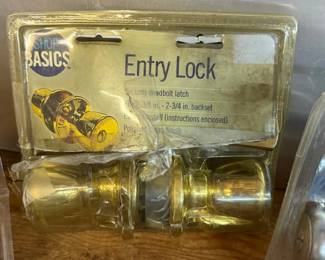 SHOP
BASICS
Entry Lock
deadbolt latch
- 2-3/4 in. backset
(instructions enclosed)